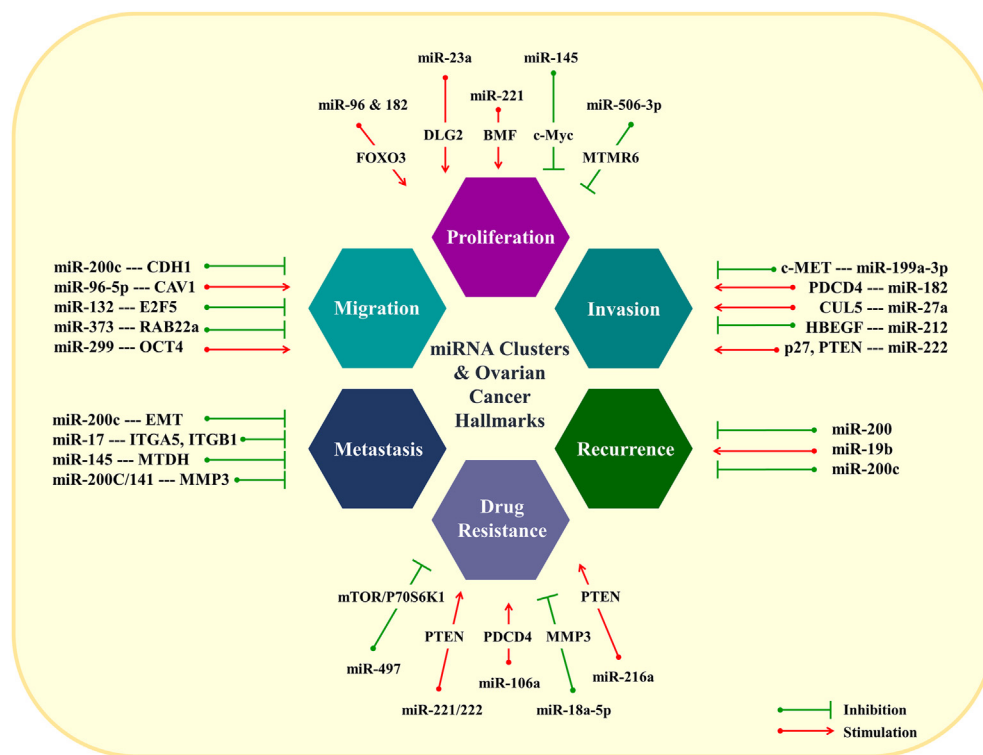 miR-23a
miR-145
miR-96 & 182
miR-221
miR-506-3p
FOXO3
DLG2
BMF
c-Myc
MTMR6
Proliferation
miR-200c --- CDH1
miR-96-5p --- CAV1
miR-132 --- E2F5
miR-373 --- RAB22a
miR-299 --- OCT4
Migration
Invasion
c-MET --- miR-199a-3p
PDCD4 --- miR-182
CUL5 --- miR-27a
HBEGF --- miR-212
p27, PTEN --- miR-222
miRNA Clusters
& Ovarian
Cancer
Hallmarks
miR-200c --- EMT
miR-17 --- ITGA5, ITGB1
miR-145 --- MTDH
miR-200C/141 --- MMP3
Metastasis
Recurrence
miR-200
miR-19b
miR-200c
Drug
Resistance
mTOR/P70S6K1
PTEN
PDCD4
MMP3
PTEN
miR-497
miR-221/222
miR-106a
miR-18a-5p
miR-216a
Inhibition
Stimulation